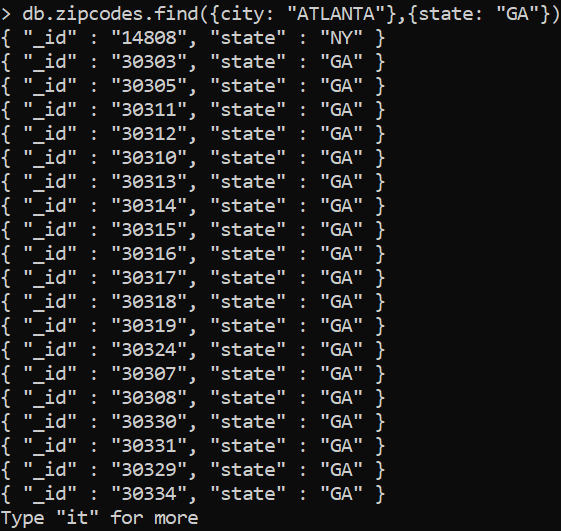 > db.zipcodes.find({city: "ATLANTA"},{state: "GA"})
{ "_id" : "14808", "state" : "NY" }
{ "_id" : "30303", "state" : "GA" }
{ "_id" : "30305", "state" : "GA" }
{ "_id" : "30311", "state" : "GA" }
{ "_id" : "30312", "state" : "GA" }
{ "_id" : "30310", "state" : "GA" }
{ "_id" : "30313", "state" : "GA" }
{ "_id" : "30314", "state" : "GA" }
{ "_id" : "30315", "state" : "GA" }
{ "_id" : "30316", "state" : "GA" }
{ "_id" : "30317", "state" : "GA" }
{ "_id" : "30318", "state" : "GA" }
{ "_id" : "30319", "state" : "GA" }
{ "_id" : "30324", "state" : "GA" }
{ "_id" : "30307", "state" : "GA" }
{ "_id" : "30308", "state" : "GA" }
{ "_id" : "30330", "state" : "GA" }
{ "_id" : "30331", "state" : "GA" }
{ "_id" : "30329", "state" : "GA" }
{ "_id" : "30334", "state" : "GA" }
Type "it" for more